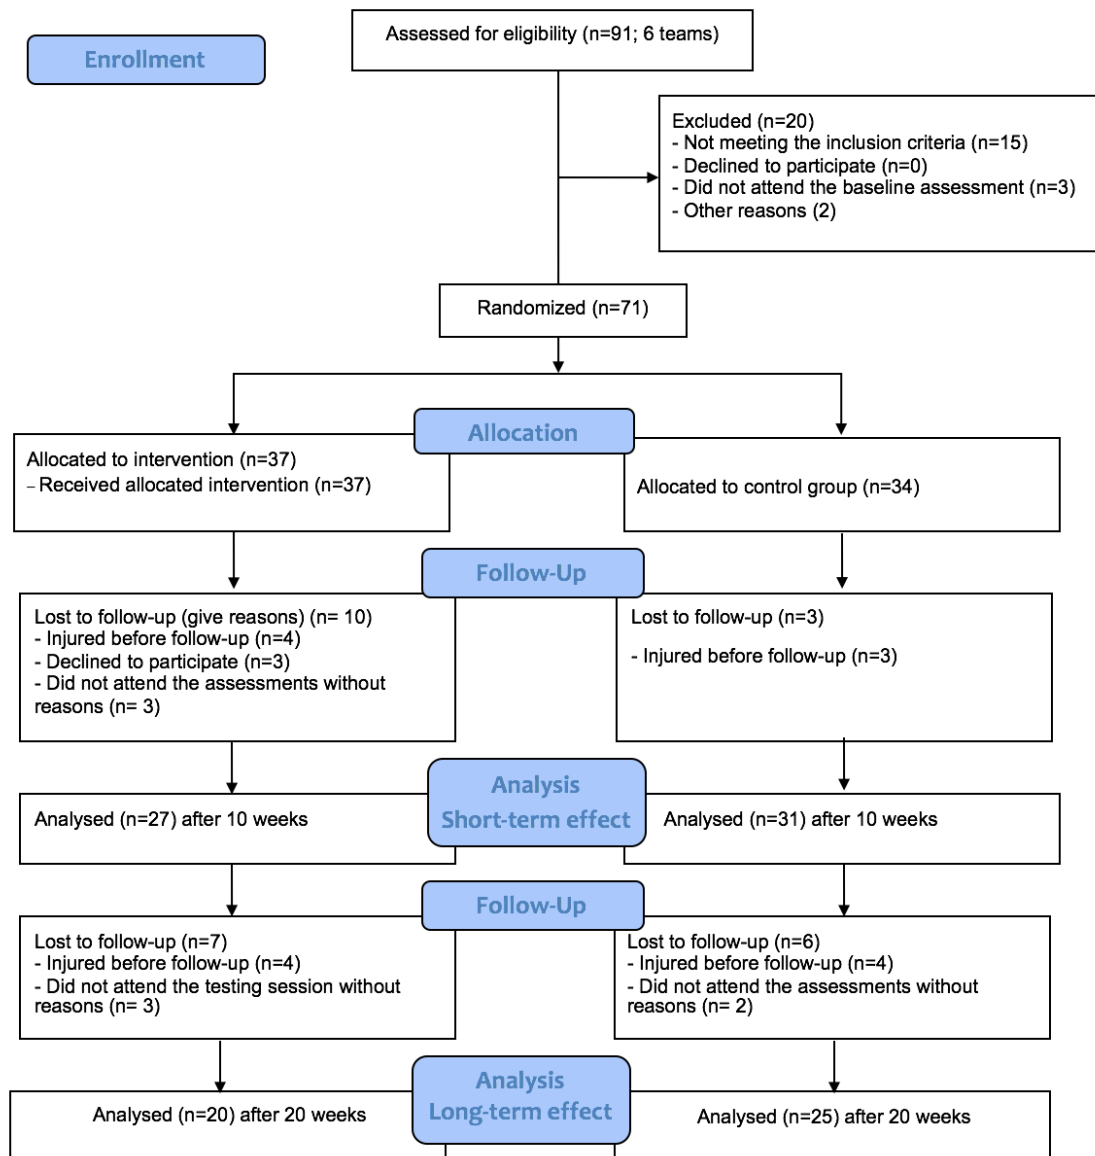 Assessed for eligibility (n=91; 6 teams)
Enrollment
Excluded (n=20)
- Not meeting the inclusion criteria (n=15)
- Declined to participate (n=0)
- Did not attend the baseline assessment (n=3)
- Other reasons (2)
Randomized (n=71)
Allocation
Allocated to intervention (n=37)
– Received allocated intervention (n=37)
Allocated to control group (n=34)
Follow-Up
Lost to follow-up (give reasons) (n= 10)
- Injured before follow-up (n=4)
- Declined to participate (n=3)
- Did not attend the assessments without
reasons (n= 3)
Lost to follow-up (n=3)
- Injured before follow-up (n=3)
Analysis
Short-term effect
Analysed (n=27) after 10 weeks
Analysed (n=31) after 10 weeks
Follow-Up
Lost to follow-up (n=7)
- Injured before follow-up (n=4)
- Did not attend the testing session without
reasons (n= 3)
Lost to follow-up (n=6)
- Injured before follow-up (n=4)
- Did not attend the assessments without
reasons (n= 2)
Analysis
Long-term effect
Analysed (n=20) after 20 weeks
Analysed (n=25) after 20 weeks